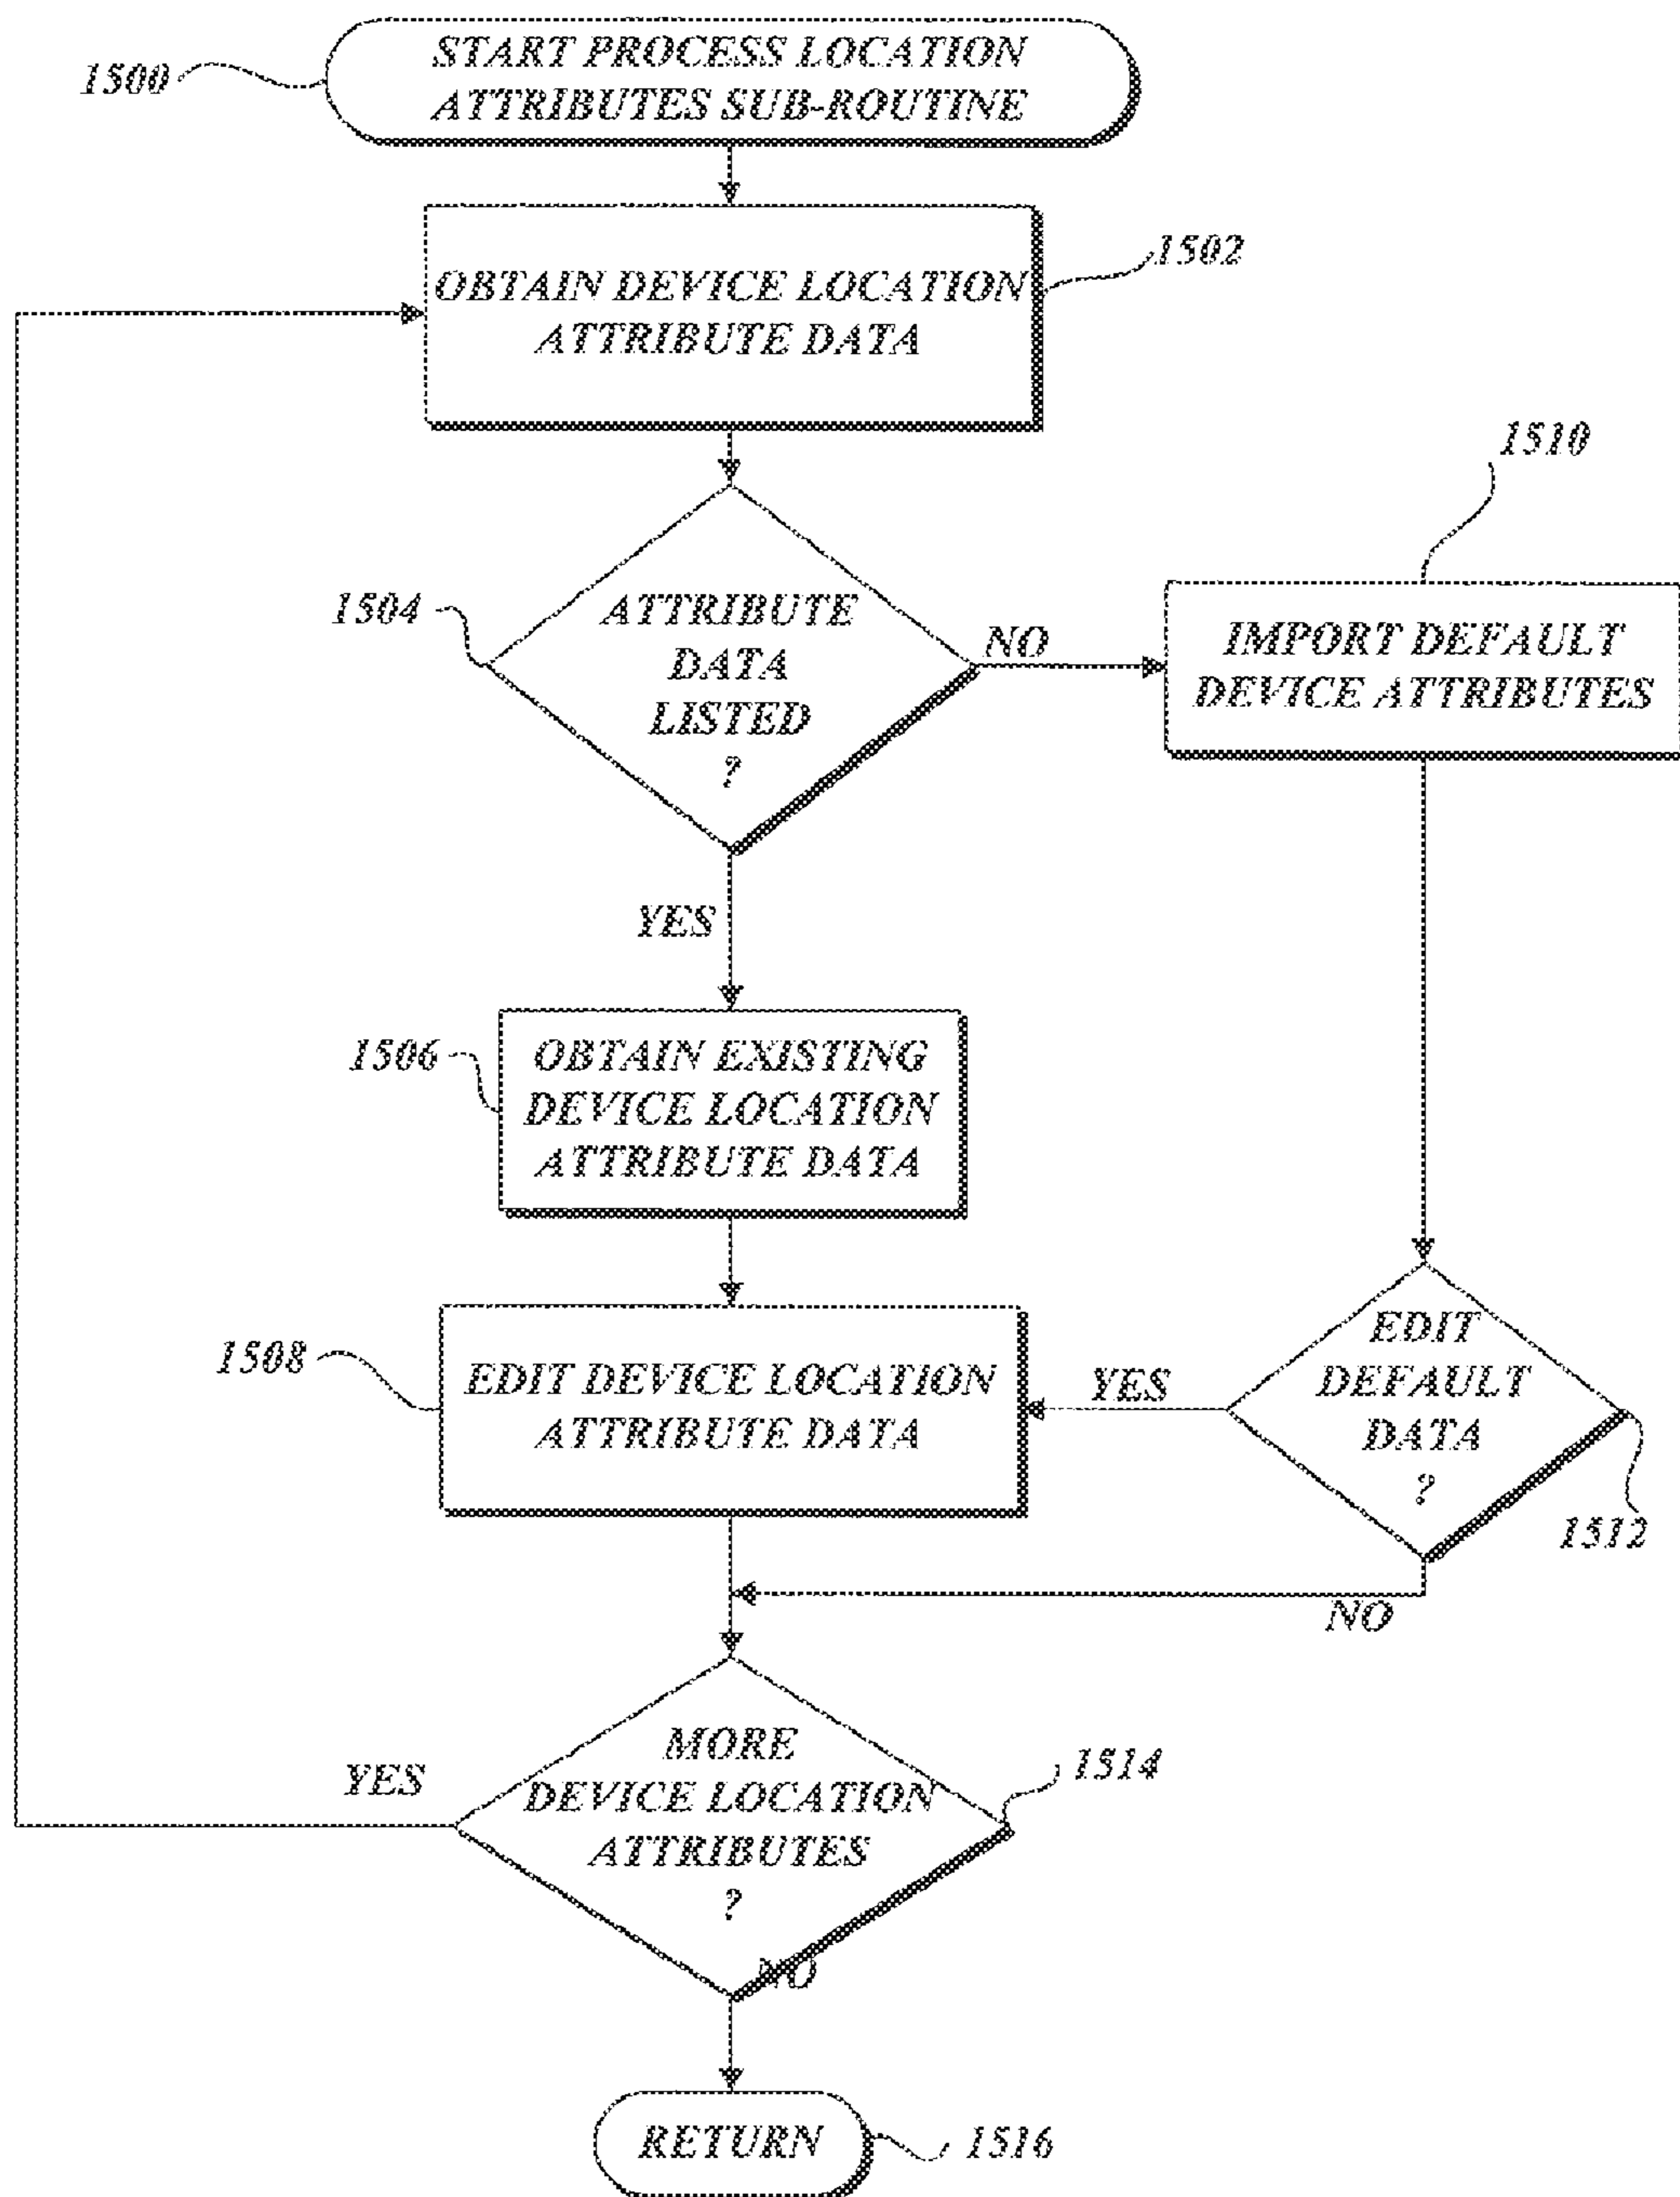 1500
START PROCESS LOCATION
ATTRIBUTES SUB-ROUTINE
1502
OBTAIN DEVICE LOCATION
ATTRIBUTE DATA
1504
ATTRIBUTE
DATA
LISTED
?
NO
1510
IMPORT DEFAULT
DEVICE ATTRIBUTES
YES
1506
OBTAIN EXISTING
DEVICE LOCATION
ATTRIBUTE DATA
1508
EDIT DEVICE LOCATION
ATTRIBUTE DATA
YES
EDIT
DEFAULT
DATA
?
1512
NO
YES
MORE
DEVICE LOCATION
ATTRIBUTES
?
1514
NO
RETURN
1516